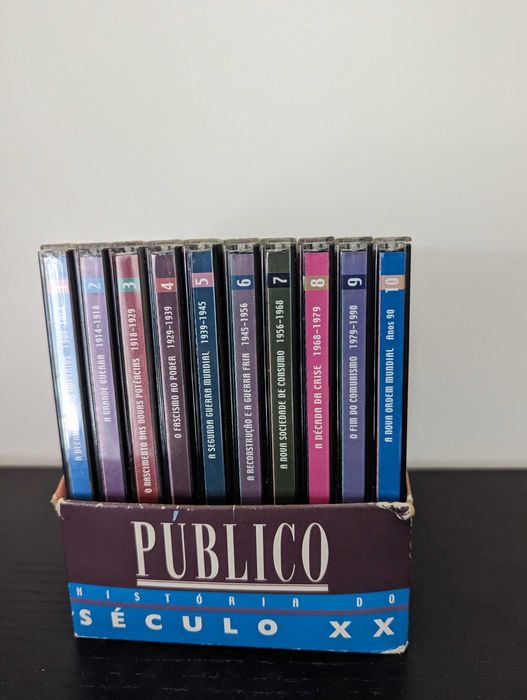 1
2 A GRANDE GUERRA 1914-1918
3 O NASCIMENTO DAS NOVAS POTÊNCIAS 1918-1929
4 O FASCISMO AO PODER 1929-1939
5 A SEGUNDA GUERRA MUNDIAL 1939-1945
6 A RECONSTRUÇÃO E A GUERRA FRIA 1945-1956
7 A NOVA SOCIEDADE DE CONSUMO 1956-1968
8 A DÉCADA DA CRISE 1968-1979
9 O FIM DO COMUNISMO 1979-1990
10 A NOVA ORDEM MUNDIAL Anos 90
PÚBLICO
HISTÓRIA DO
SÉCULO XX